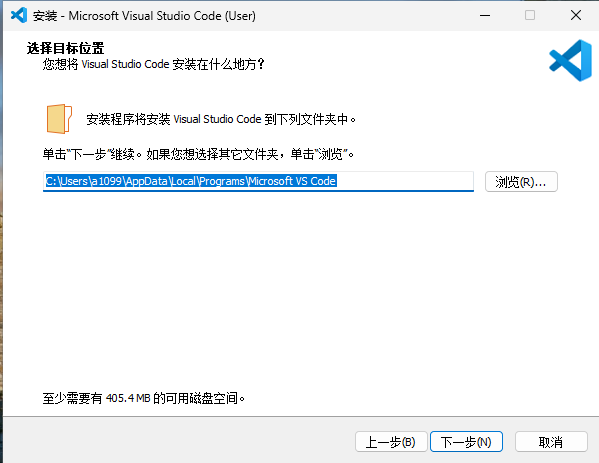 安装 - Microsoft Visual Studio Code (User)
选择目标位置
您想将 Visual Studio Code 安装在什么地方？
安装程序将安装 Visual Studio Code 到下列文件夹中。
单击“下一步”继续。如果您想选择其它文件夹，单击“浏览”。
C:\Users\a1099\AppData\Local\Programs\Microsoft VS Code
浏览(R)...
至少需要有 405.4 MB 的可用磁盘空间。
上一步(B)
下一步(N)
取消